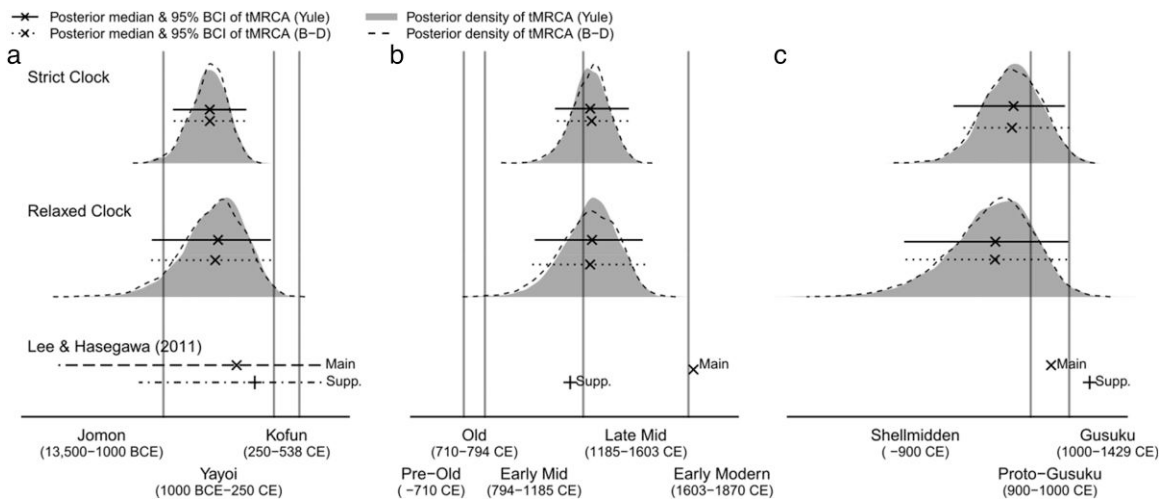 Posterior median & 95% BCI of tMRCA (Yule)
Posterior density of tMRCA (Yule)
Posterior median & 95% BCI of tMRCA (B−D)
Posterior density of tMRCA (B−D)
a
b
c
Strict Clock
Relaxed Clock
Lee & Hasegawa (2011)
Main
Supp.
Main
Supp.
Main
Supp.
Jomon
(13,500−1000 BCE)
Kofun
(250−538 CE)
Yayoi
(1000 BCE−250 CE)
Old
(710−794 CE)
Late Mid
(1185−1603 CE)
Pre−Old
( −710 CE)
Early Mid
(794−1185 CE)
Early Modern
(1603−1870 CE)
Shellmidden
( −900 CE)
Gusuku
(1000−1429 CE)
Proto−Gusuku
(900−1000 CE)